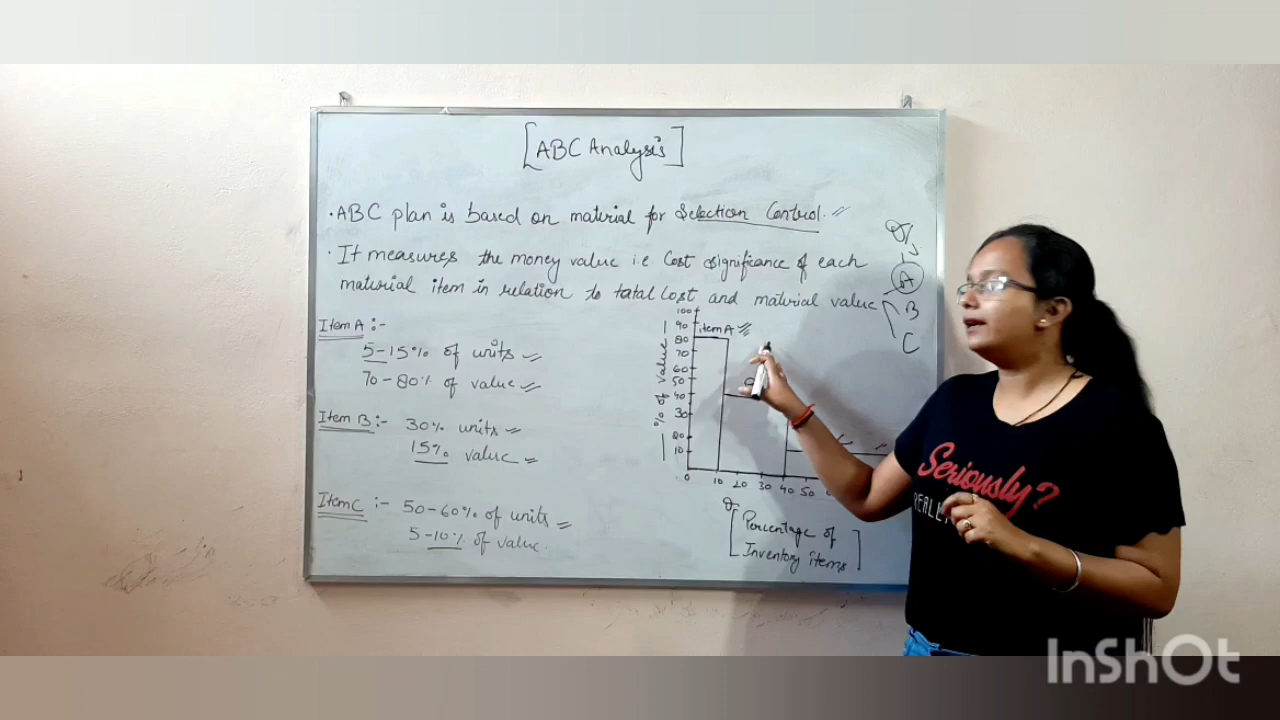 [ABC Analysis]
· ABC plan is based on material for Selection Control.
· It measures the money value i.e. Cost significance of each
material item in relation to total Cost and material value
Item A :-
5-15% of units
70-80% of value
Item B :- 30% units
15% value
Item C :- 50-60% of units
5-10% of value.
A
B
C
% of value
100
90
80
70
60
50
40
30
20
10
0
item A
10 20 30 40 50
[Percentage of
Inventory items]
Seriously?
InShOt